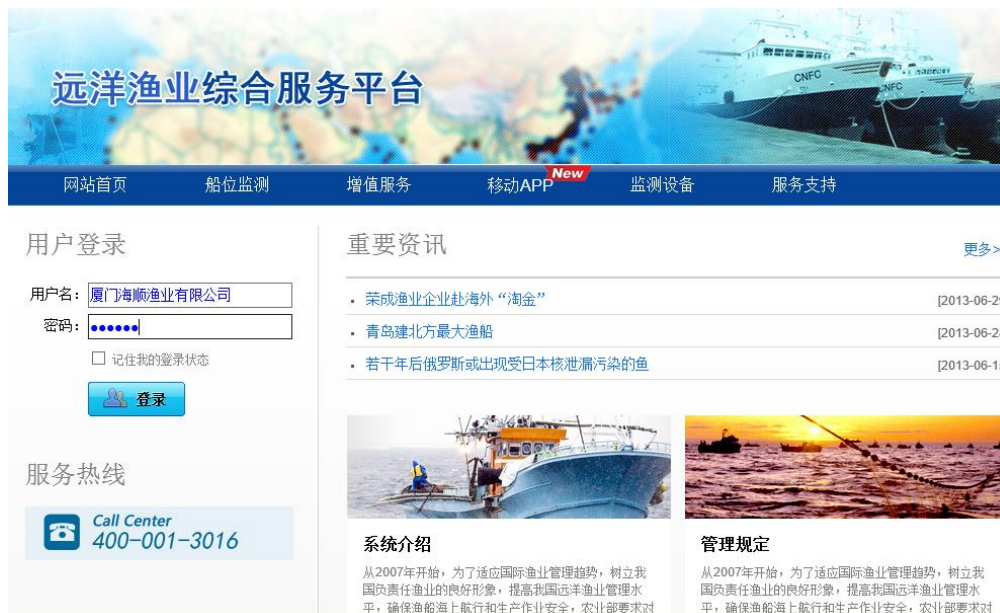 远洋渔业综合服务平台
CNFC
CNFC
网站首页 船位监测 增值服务 移动APP New 监测设备 服务支持
用户登录
用户名: 厦门海顺渔业有限公司
密码: ●●●●●●
记住我的登录状态
登录
服务热线
Call Center
400-001-3016
重要资讯
更多>
荣成渔业企业赴海外“淘金” [2013-06-2
青岛建北方最大渔船 [2013-06-2
若干年后俄罗斯或出现受日本核泄漏污染的鱼 [2013-06-1
系统介绍
从2007年开始，为了适应国际渔业管理趋势，树立我
国负责任渔业的良好形象，提高我国远洋渔业管理水
平，确保渔船海上航行和生产作业安全，农业部要求对
管理规定
从2007年开始，为了适应国际渔业管理趋势，树立我
国负责任渔业的良好形象，提高我国远洋渔业管理水
平，确保渔船海上航行和生产作业安全，农业部要求对